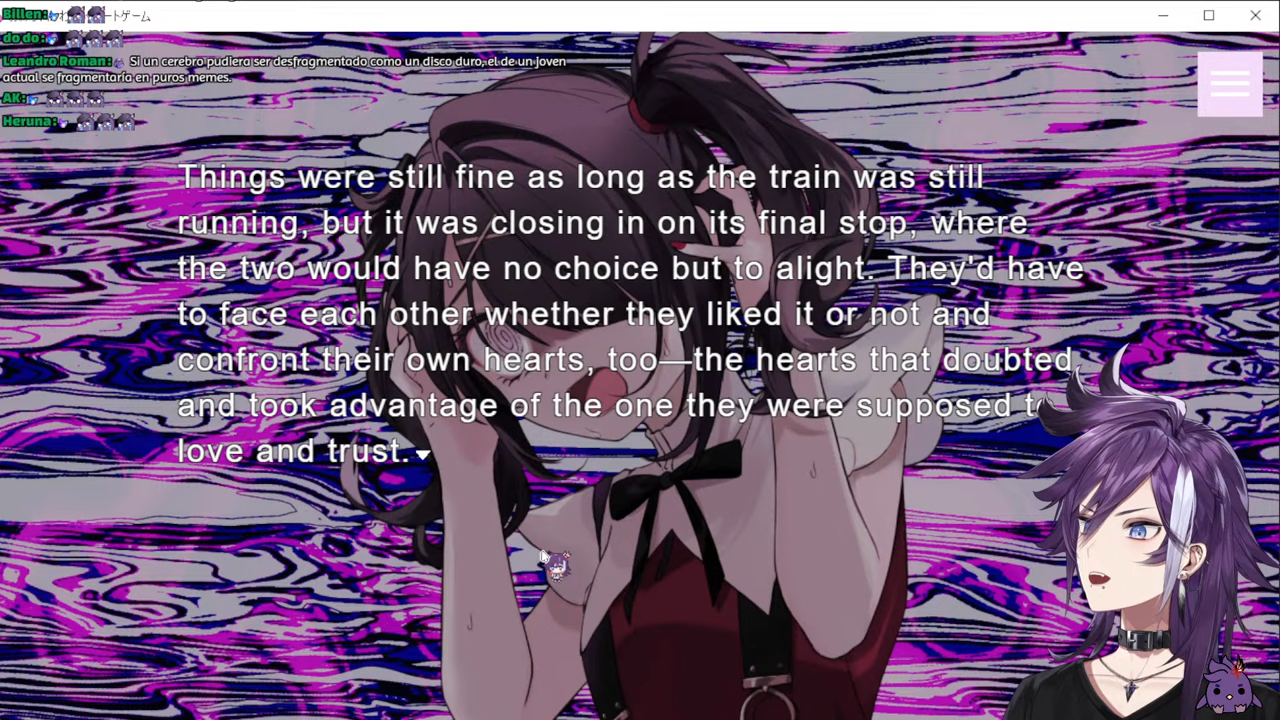 Billen:
ートゲーム
do do:
Leandro Roman: Si un cerebro pudiera ser desfragmentado como un disco duro, el de un joven
actual se fragmentaría en puros memes.
AK:
Heruna:
Things were still fine as long as the train was still
running, but it was closing in on its final stop, where
the two would have no choice but to alight. They'd have
to face each other whether they liked it or not and
confront their own hearts, too—the hearts that doubted
and took advantage of the one they were supposed to
love and trust.